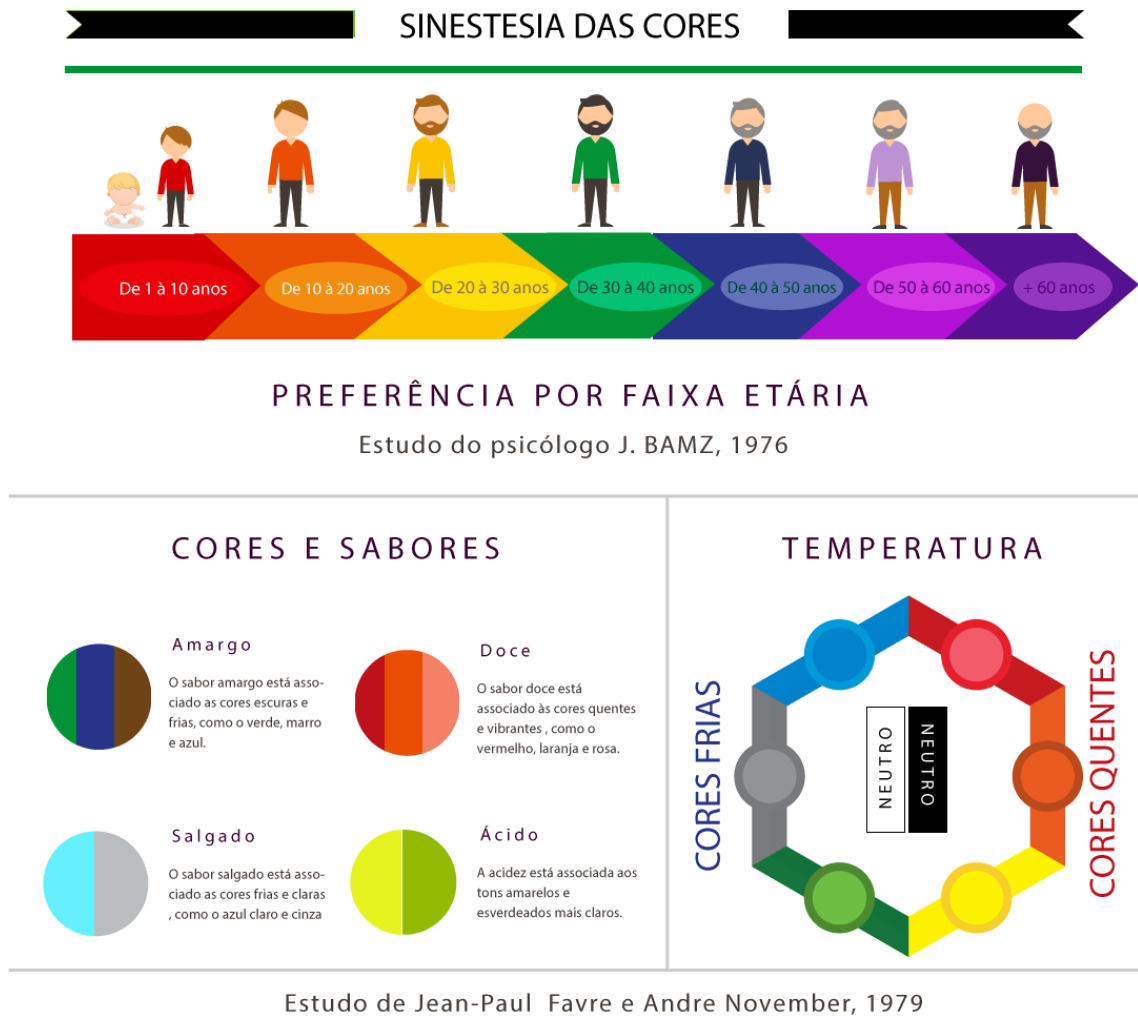 SINESTESIA DAS CORES
De 1 à 10 anos
De 10 à 20 anos
De 20 à 30 anos
De 30 à 40 anos
De 40 à 50 anos
De 50 à 60 anos
+ 60 anos
PREFERÊNCIA POR FAIXA ETÁRIA
Estudo do psicólogo J. BAMZ, 1976
CORES E SABORES
Amargo
O sabor amargo está asso-
ciado as cores escuras e
frias, como o verde, marro
e azul.
Doce
O sabor doce está
associado às cores quentes
e vibrantes , como o
vermelho, laranja e rosa.
Salgado
O sabor salgado está asso-
ciado as cores frias e claras
, como o azul claro e cinza
Ácido
A acidez está associada aos
tons amarelos e
esverdeados mais claros.
TEMPERATURA
CORES FRIAS
NEUTRO
NEUTRO
CORES QUENTES
Estudo de Jean-Paul Favre e Andre November, 1979